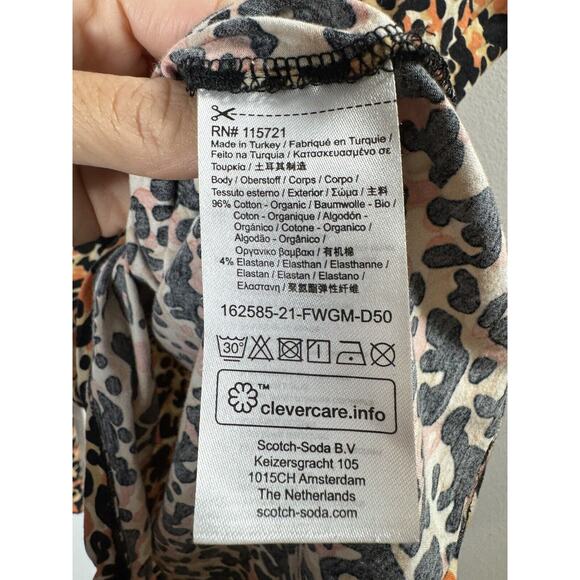 RN# 115721
Made in Turkey / Fabriqué en Turquie /
Feito na Turquia / Κατασκευασμένο σε
Τουρκία / 土耳其制造
Body / Oberstoff / Corps / Corpo /
Tessuto esterno / Exterior / Σώμα / 主料
96% Cotton - Organic / Baumwolle - Bio /
Coton - Organique / Algodón -
Orgánico / Cotone - Organico /
Algodão - Orgânico /
Οργανικο βαμβακι / 有机棉
4% Elastane / Elasthan / Elasthanne /
Elastan / Elastan / Elastano /
Ελαστανη / 聚氨酯弹性纤维
162585-21-FWGM-D50
30°
™
clevercare.info
Scotch-Soda B.V
Keizersgracht 105
1015CH Amsterdam
The Netherlands
scotch-soda.com